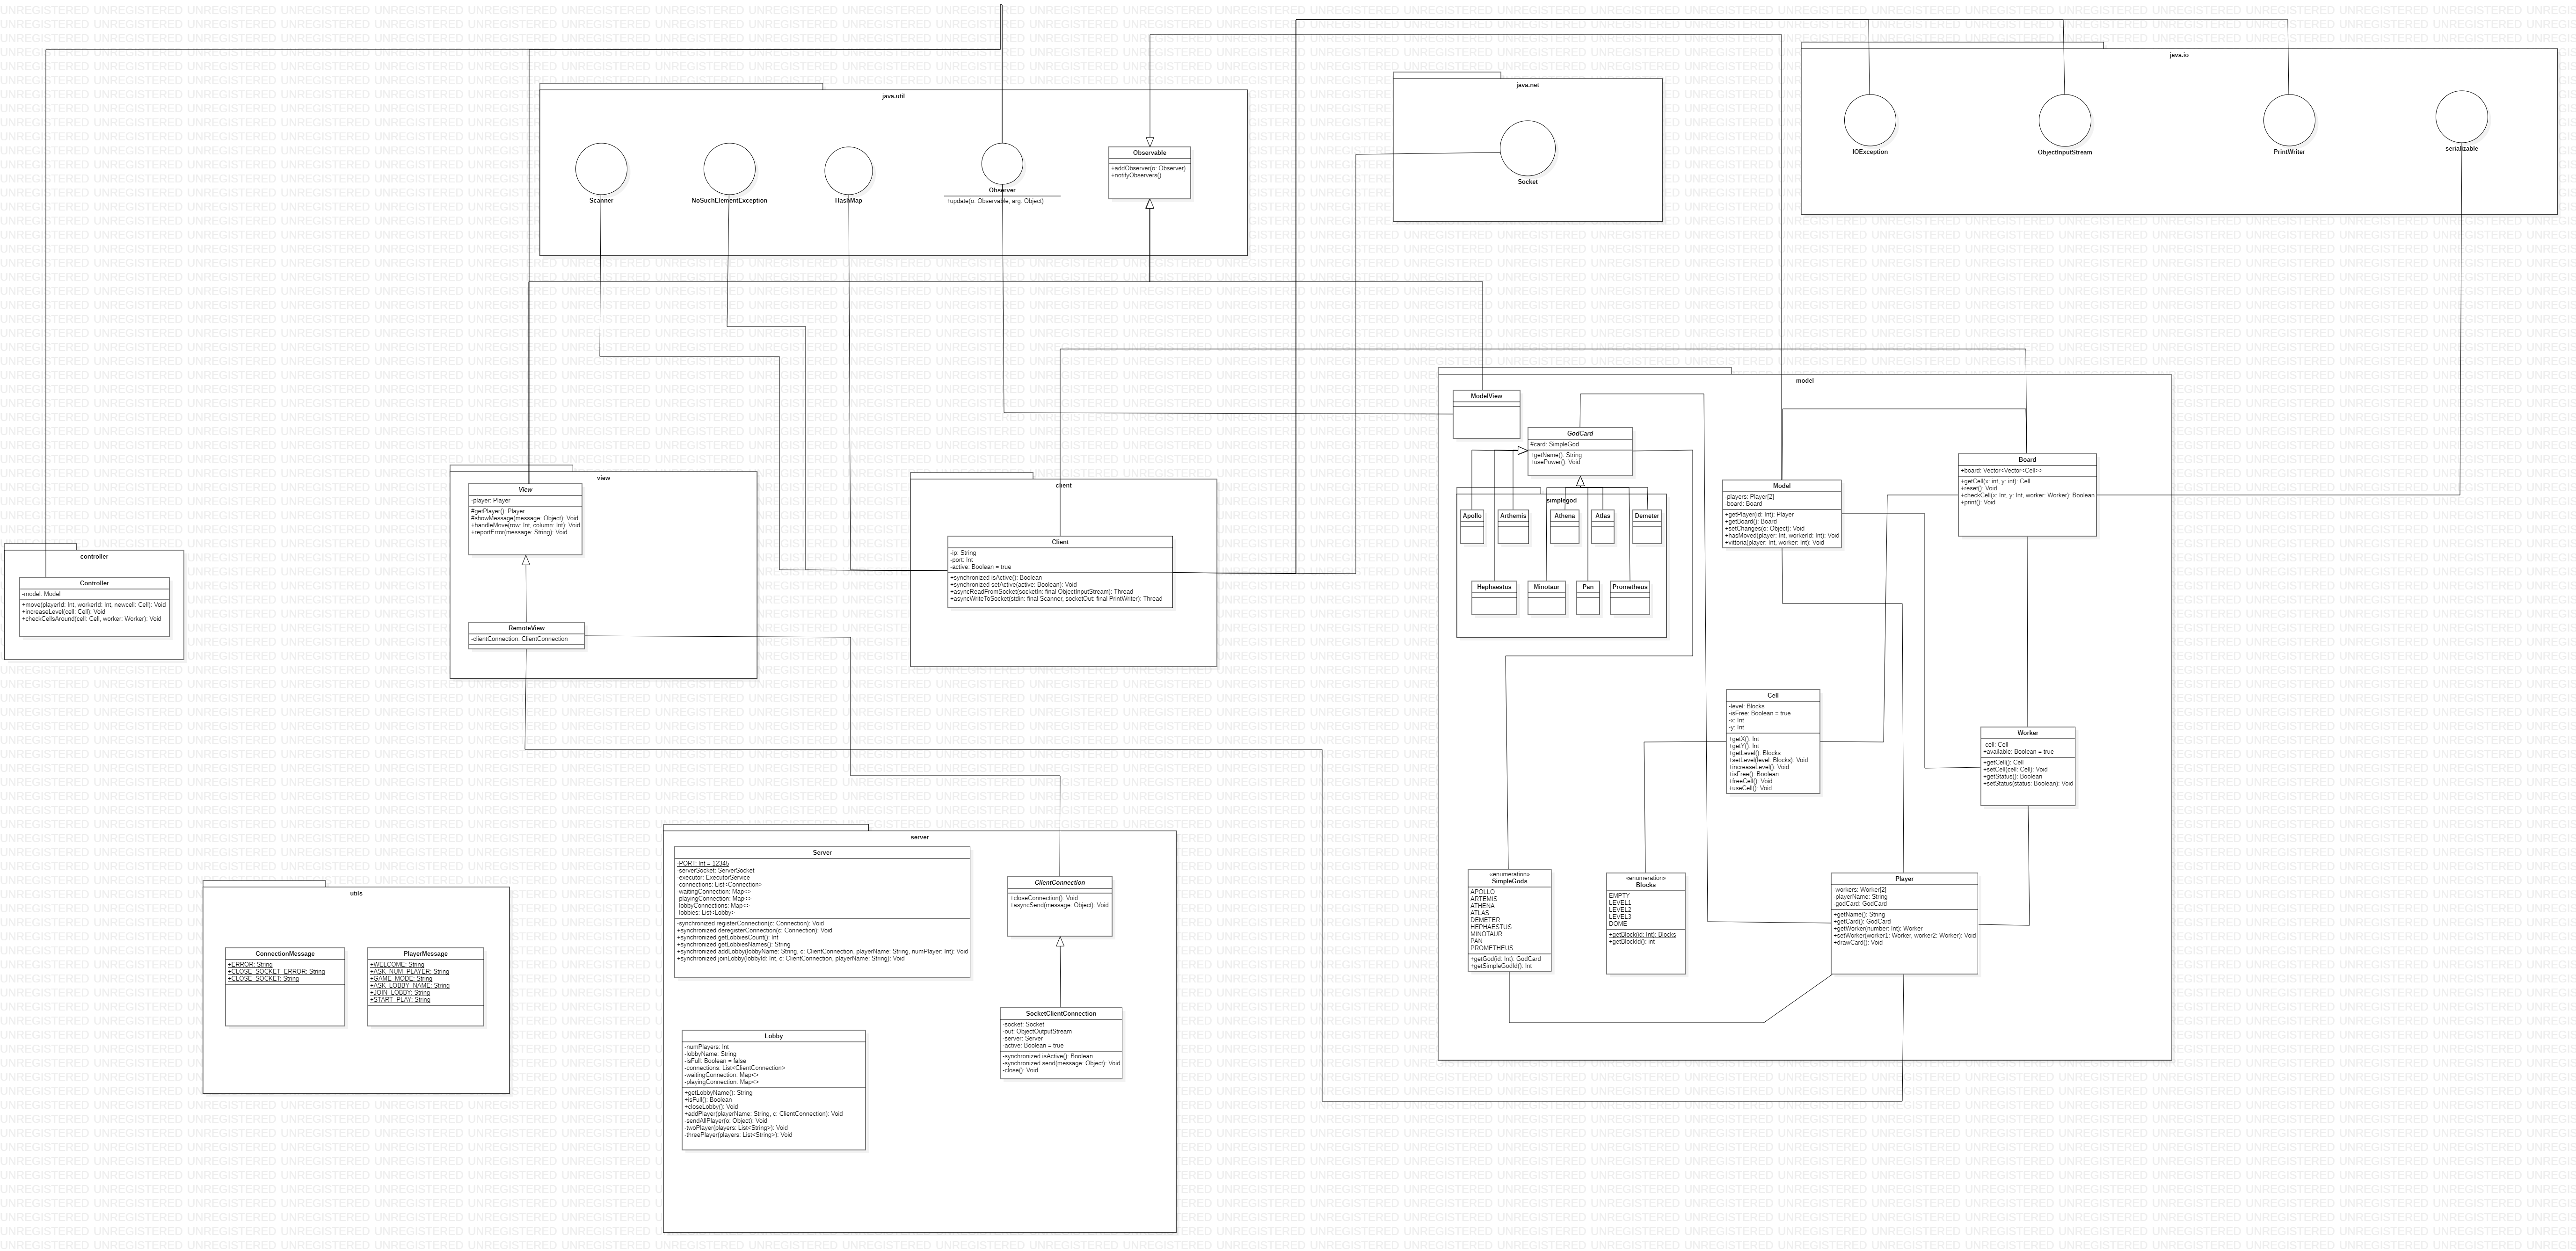 java.io
java.util
java.net
IOException
ObjectInputStream
PrintWriter
serializable
Scanner
NoSuchElementException
HashMap
Observer
+update(o: Observable, arg: Object)
Observable
+addObserver(o: Observer)
+notifyObservers()
Socket
model
ModelView
GodCard
#card: SimpleGod
+getName(): String
+usePower(): Void
simplegod
Apollo
Arthemis
Athena
Atlas
Demeter
Hephaestus
Minotaur
Pan
Prometheus
Model
-players: Player[2]
-board: Board
+getPlayer(id: Int): Player
+getBoard(): Board
+setChanges(o: Object): Void
+hasMoved(player: Int, workerId: Int): Void
+vittoria(player: Int, worker: Int): Void
Board
+board: Vector<Vector<Cell>>
+getCell(x: int, y: int): Cell
+reset(): Void
+checkCell(x: Int, y: Int, worker: Worker): Boolean
+print(): Void
view
View
-player: Player
#getPlayer(): Player
#showMessage(message: Object): Void
+handleMove(row: Int, column: Int): Void
+reportError(message: String): Void
RemoteView
-clientConnection: ClientConnection
client
Client
-ip: String
-port: Int
-active: Boolean = true
+synchronized isActive(): Boolean
+synchronized setActive(active: Boolean): Void
+asyncReadFromSocket(socketIn: final ObjectInputStream): Thread
+asyncWriteToSocket(stdin: final Scanner, socketOut: final PrintWriter): Thread
controller
Controller
-model: Model
+move(playerId: Int, workerId: Int, newcell: Cell): Void
+increaseLevel(cell: Cell): Void
+checkCellsAround(cell: Cell, worker: Worker): Void
Cell
-level: Blocks
-isFree: Boolean = true
-x: Int
-y: Int
+getX(): Int
+getY(): Int
+getLevel(): Blocks
+setLevel(level: Blocks): Void
+increaseLevel(): Void
+isFree(): Boolean
+freeCell(): Void
+useCell(): Void
Worker
-cell: Cell
+available: Boolean = true
+getCell(): Cell
+setCell(cell: Cell): Void
+getStatus(): Boolean
+setStatus(status: Boolean): Void
«enumeration»
SimpleGods
APOLLO
ARTEMIS
ATHENA
ATLAS
DEMETER
HEPHAESTUS
MINOTAUR
PAN
PROMETHEUS
+getGod(id: Int): GodCard
+getSimpleGodId(): Int
«enumeration»
Blocks
EMPTY
LEVEL1
LEVEL2
LEVEL3
DOME
+getBlock(id: Int): Blocks
+getBlockId(): int
Player
-workers: Worker[2]
-playerName: String
-godCard: GodCard
+getName(): String
+getCard(): GodCard
+getWorker(number: Int): Worker
+setWorker(worker1: Worker, worker2: Worker): Void
+drawCard(): Void
server
Server
-PORT: Int = 12345
-serverSocket: ServerSocket
-executor: ExecutorService
-connections: List<Connection>
-waitingConnection: Map<>
-playingConnection: Map<>
-lobbyConnections: Map<>
-lobbies: List<Lobby>
-synchronized registerConnection(c: Connection): Void
+synchronized deregisterConnection(c: Connection): Void
+synchronized getLobbiesCount(): Int
+synchronized getLobbiesNames(): String
+synchronized addLobby(lobbyName: String, c: ClientConnection, playerName: String, numPlayer: Int): Void
+synchronized joinLobby(lobbyId: Int, c: ClientConnection, playerName: String): Void
ClientConnection
+closeConnection(): Void
+asyncSend(message: Object): Void
SocketClientConnection
-socket: Socket
-out: ObjectOutputStream
-server: Server
-active: Boolean = true
-synchronized isActive(): Boolean
-synchronized send(message: Object): Void
-close(): Void
Lobby
-numPlayers: Int
-lobbyName: String
-isFull: Boolean = false
-connections: List<ClientConnection>
-waitingConnection: Map<>
-playingConnection: Map<>
+getLobbyName(): String
+isFull(): Boolean
+closeLobby(): Void
+addPlayer(playerName: String, c: ClientConnection): Void
-sendAllPlayer(o: Object): Void
-twoPlayer(players: List<String>): Void
-threePlayer(players: List<String>): Void
utils
ConnectionMessage
+ERROR: String
+CLOSE_SOCKET_ERROR: String
+CLOSE_SOCKET: String
PlayerMessage
+WELCOME: String
+ASK_NUM_PLAYER: String
+GAME_MODE: String
+ASK_LOBBY_NAME: String
+JOIN_LOBBY: String
+START_PLAY: String
UNREGISTERED